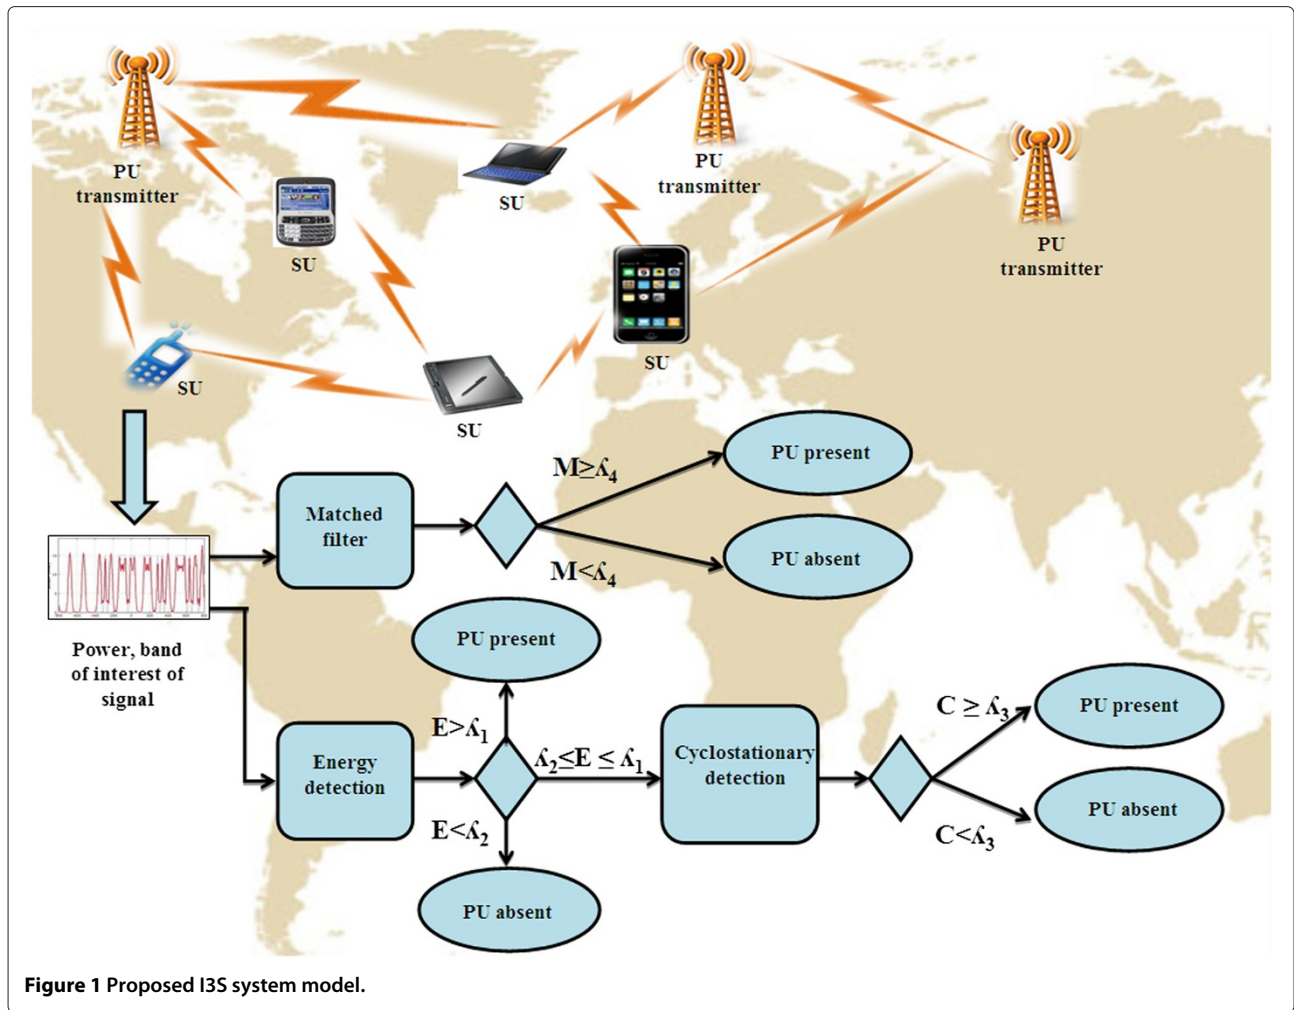 PU
transmitter
SU
SU
PU
transmitter
PU
transmitter
SU
SU
SU
Power, band
of interest of
signal
Matched
filter
M≥ʎ4
M<ʎ4
PU present
PU absent
PU present
E>ʎ1
Energy
detection
ʎ2≤E ≤ ʎ1
E<ʎ2
PU absent
Cyclostationary
detection
C ≥ ʎ3
C<ʎ3
PU present
PU absent
Figure 1 Proposed I3S system model.